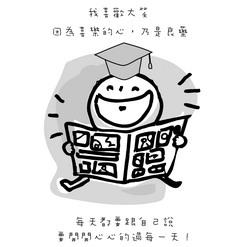 我喜歡大笑
因為喜樂的心，乃是良藥
每天都要跟自己說
要開開心心的過每一天！